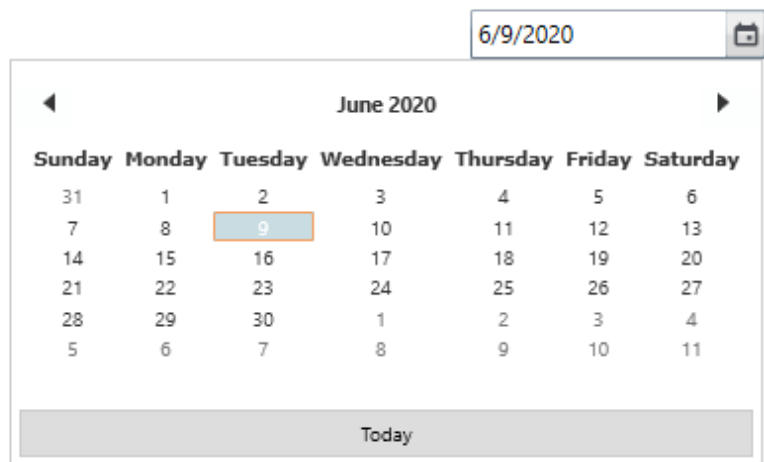 6/9/2020
June 2020
Sunday Monday Tuesday Wednesday Thursday Friday Saturday
31 1 2 3 4 5 6
7 8 9 10 11 12 13
14 15 16 17 18 19 20
21 22 23 24 25 26 27
28 29 30 1 2 3 4
5 6 7 8 9 10 11
Today